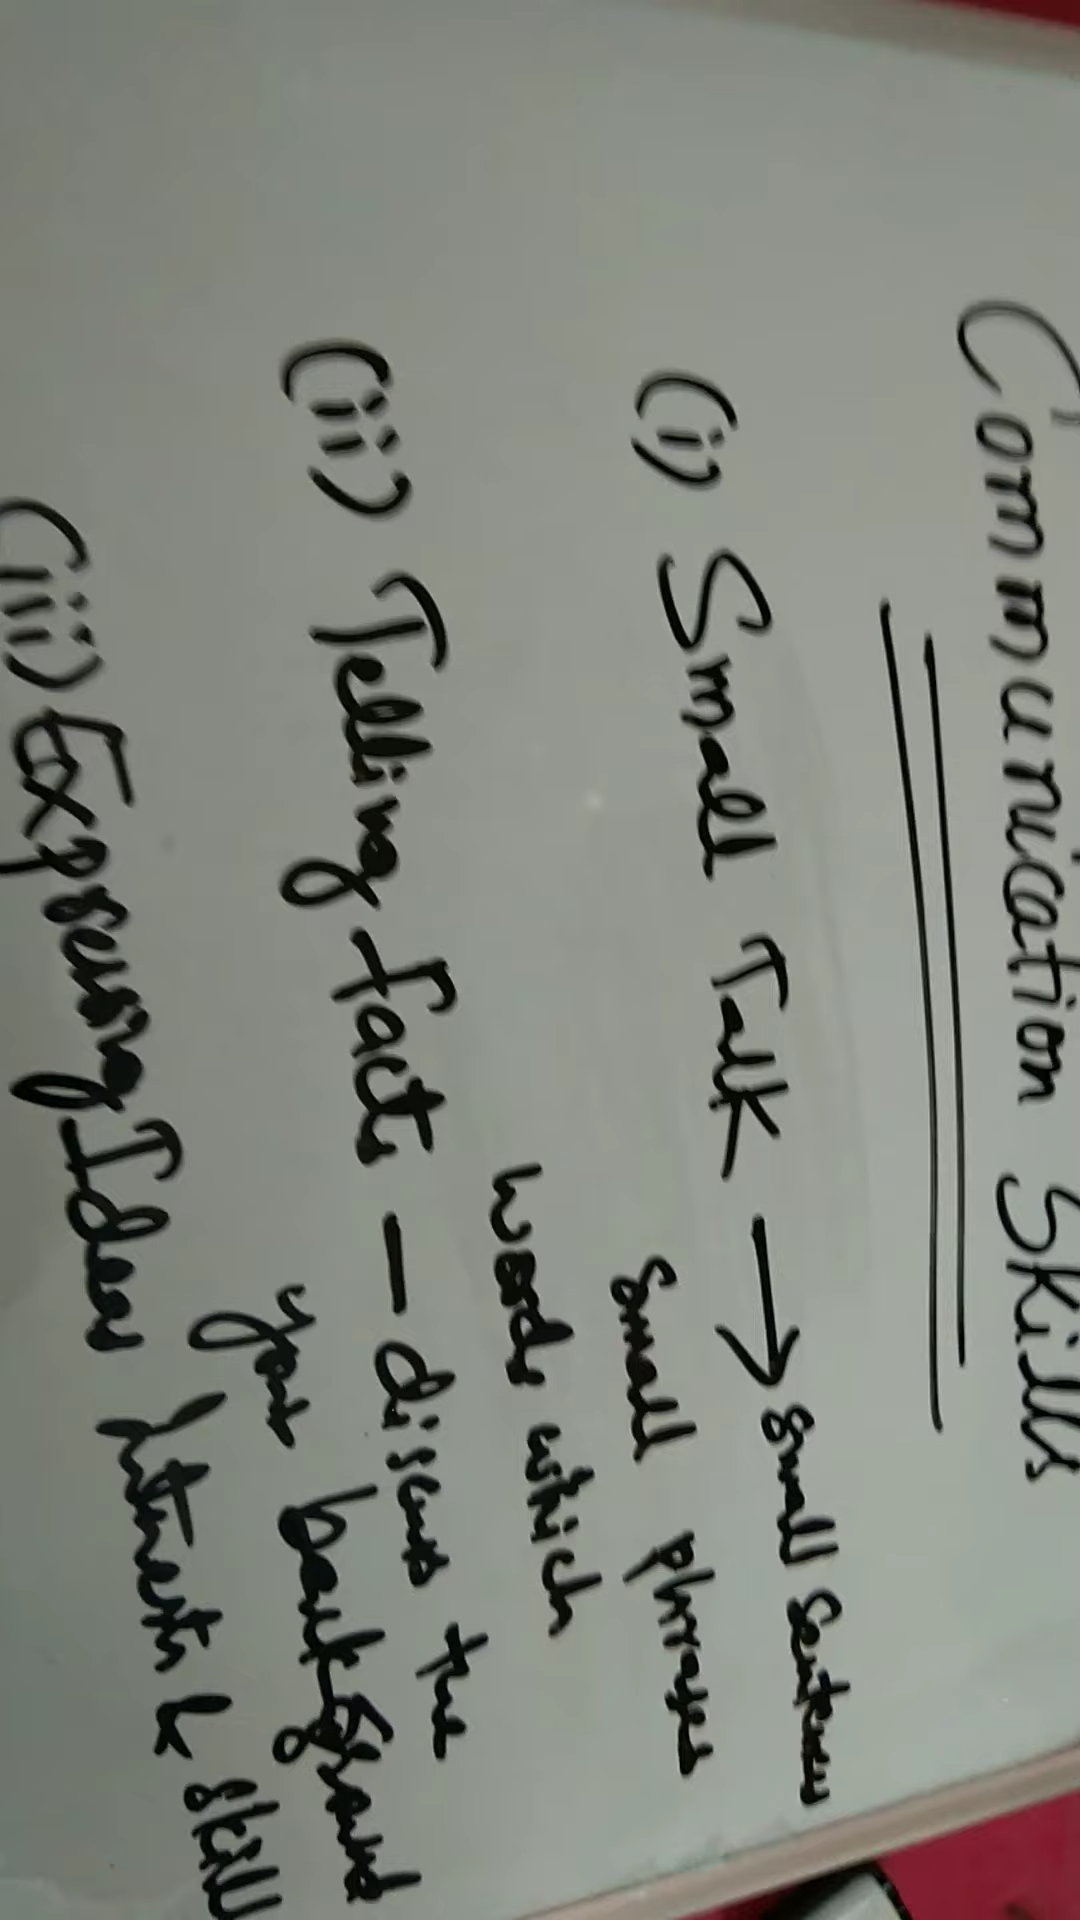 Communication Skills
(i) Small Talk → small sentences
small phrases
words which
(ii) Telling facts — discuss the
your background
(iii) Expressing Ideas Interests & skill